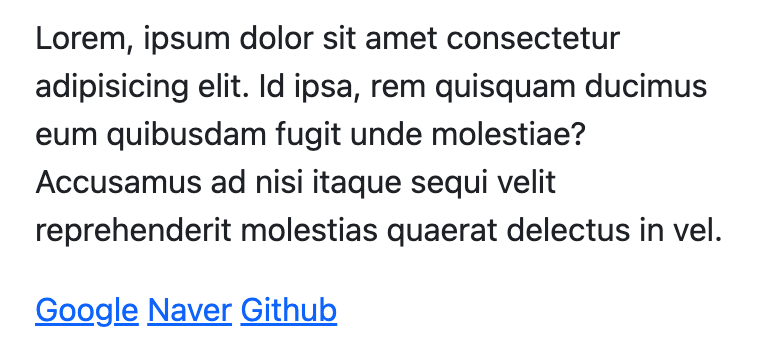 Lorem, ipsum dolor sit amet consectetur
adipisicing elit. Id ipsa, rem quisquam ducimus
eum quibusdam fugit unde molestiae?
Accusamus ad nisi itaque sequi velit
reprehenderit molestias quaerat delectus in vel.
Google Naver Github